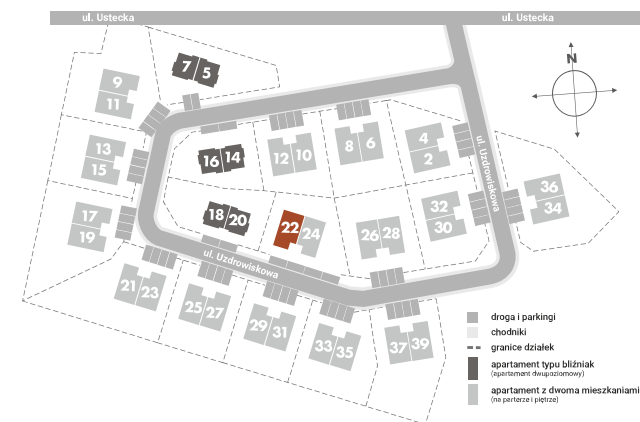 ul. Ustecka
ul. Ustecka
7 5
N
9
11
13
15
16 14
12 10
8 6
4
2
ul. Uzdrowiskowa
36
34
17
19
18 20
22 24
26 28
32
30
ul. Uzdrowiskowa
21 23
25 27
29 31
33 35
37 39
droga i parkingi
chodniki
granice działek
apartament typu bliźniak
(apartament dwupoziomowy)
apartament z dwoma mieszkaniami
(na parterze i piętrze)